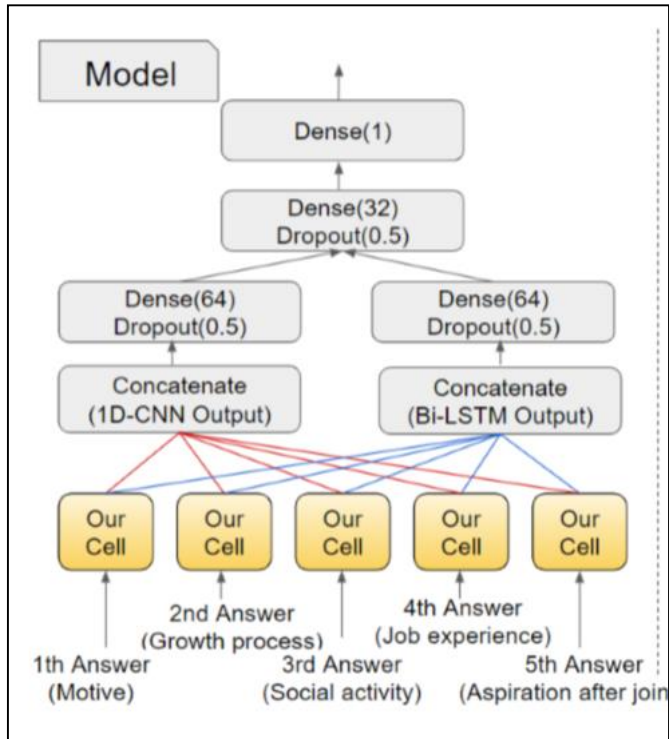 Model
Dense(1)
Dense(32)
Dropout(0.5)
Dense(64)
Dropout(0.5)
Dense(64)
Dropout(0.5)
Concatenate
(1D-CNN Output)
Concatenate
(Bi-LSTM Output)
Our
Cell
Our
Cell
Our
Cell
Our
Cell
Our
Cell
2nd Answer
(Growth process)
4th Answer
(Job experience)
1th Answer
(Motive)
3rd Answer
(Social activity)
5th Answer
(Aspiration after join